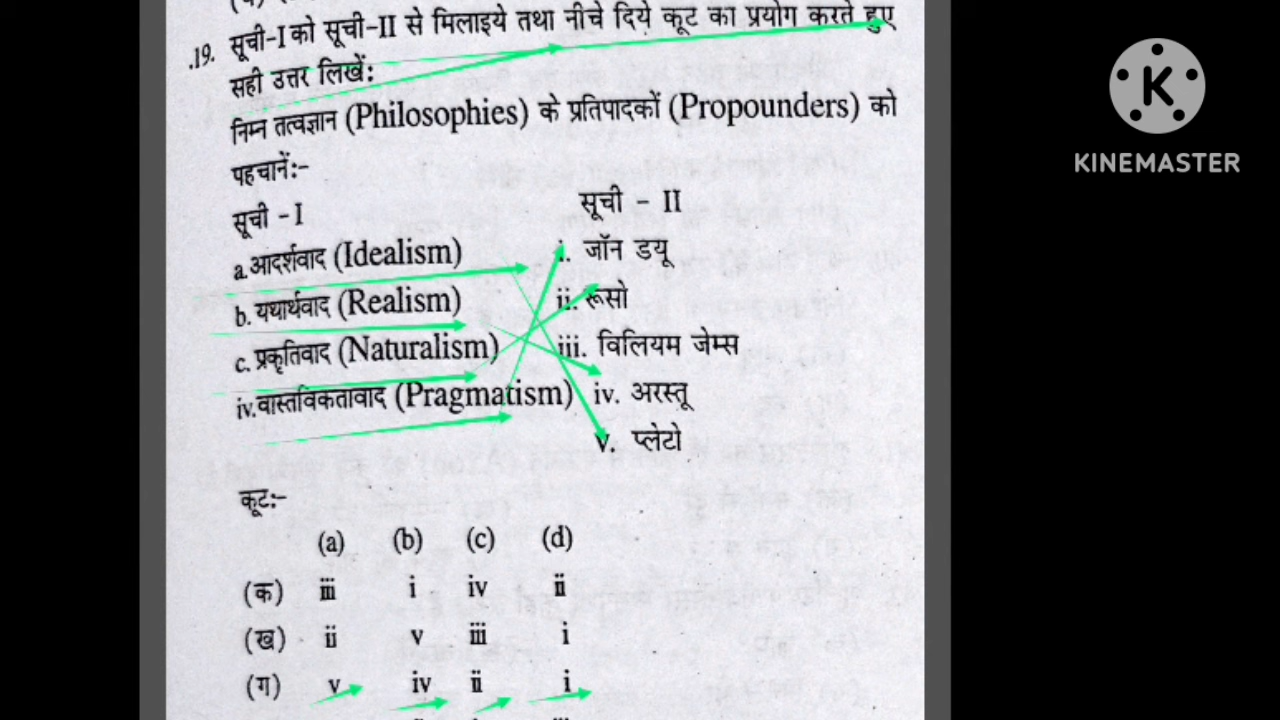 .19. सूची-I को सूची-II से मिलाइये तथा नीचे दिये कूट का प्रयोग करते हुए
सही उत्तर लिखें:
निम्न तत्वज्ञान (Philosophies) के प्रतिपादकों (Propounders) को
पहचानें:-
सूची -I सूची - II
a. आदर्शवाद (Idealism) i. जॉन डयू
b. यथार्थवाद (Realism) ii. रूसो
c. प्रकृतिवाद (Naturalism) iii. विलियम जेम्स
iv. वास्तविकतावाद (Pragmatism) iv. अरस्तू
v. प्लेटो
कूट:-
(a) (b) (c) (d)
(क) iii i iv ii
(ख) ii v iii i
(ग) v iv ii i
K
KINEMASTER